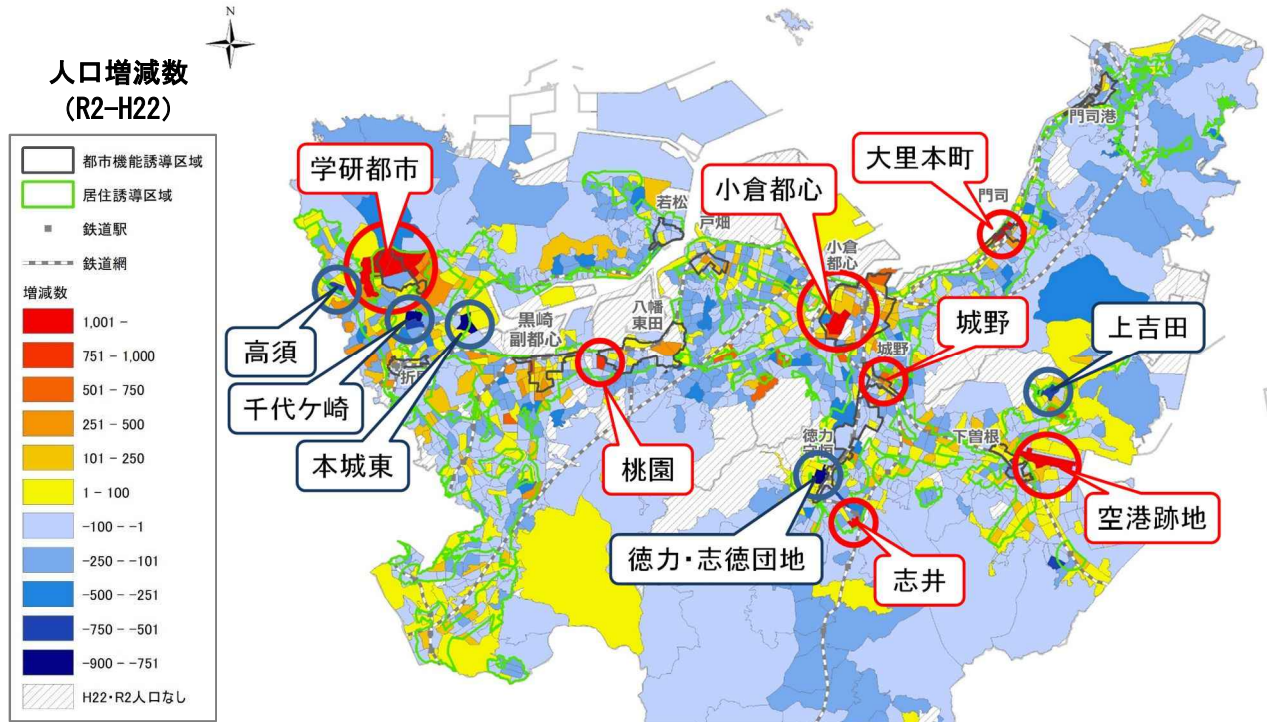 N
人口増減数
(R2-H22)
都市機能誘導区域
居住誘導区域
鉄道駅
鉄道網
増減数
1,001 -
751 - 1,000
501 - 750
251 - 500
101 - 250
1 - 100
-100 - -1
-250 - -101
-500 - -251
-750 - -501
-900 - -751
H22・R2人口なし
門司港
大里本町
学研都市
小倉都心
門司
若松
戸畑
小倉
都心
八幡
東田
黒崎
副都心
城野
城野
上吉田
高須
折尾
千代ケ崎
本城東
桃園
徳力
下曽根
空港跡地
徳力・志徳団地
志井